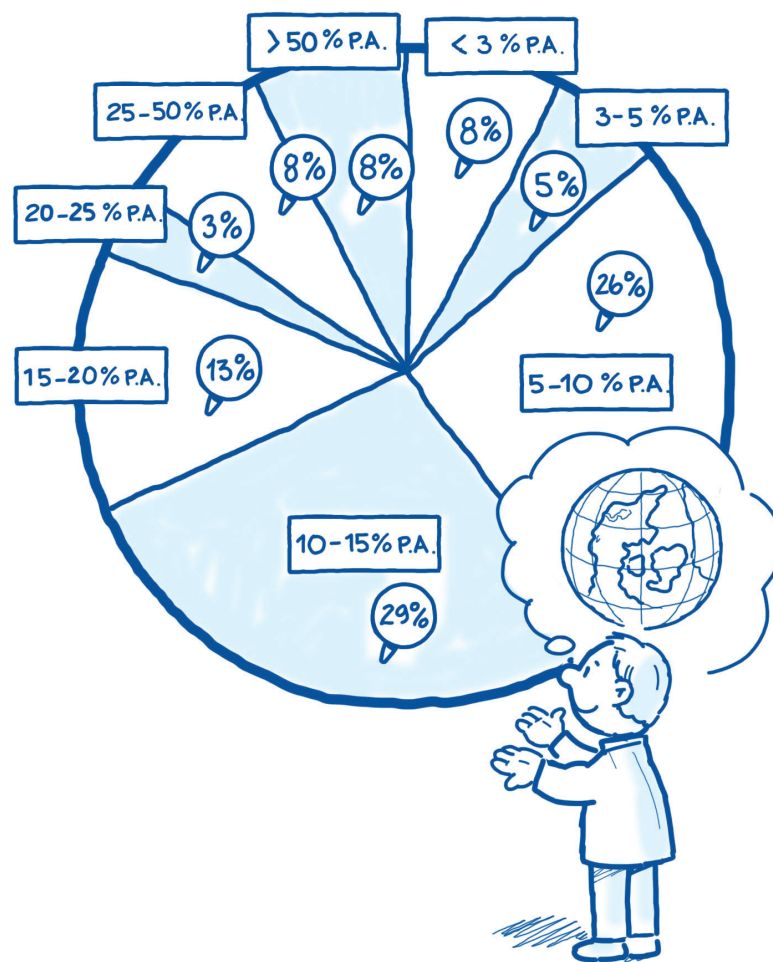 > 50 % P.A.
< 3 % P.A.
25-50% P.A.
3-5 % P.A.
8%
8%
8%
5%
20-25 % P.A.
3%
26%
15-20% P.A.
13%
5-10 % P.A.
10-15% P.A.
29%